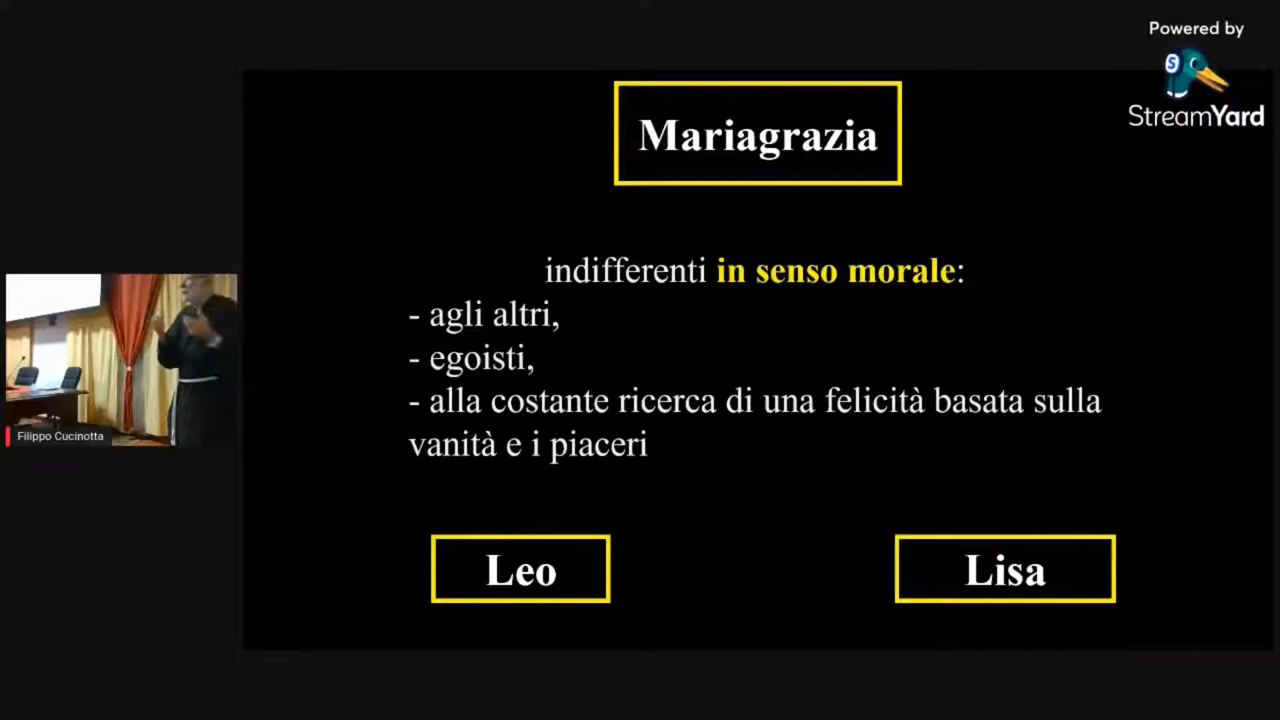 Powered by
StreamYard
Mariagrazia
indifferenti in senso morale:
- agli altri,
- egoisti,
- alla costante ricerca di una felicità basata sulla
vanità e i piaceri
Filippo Cucinotta
Leo
Lisa